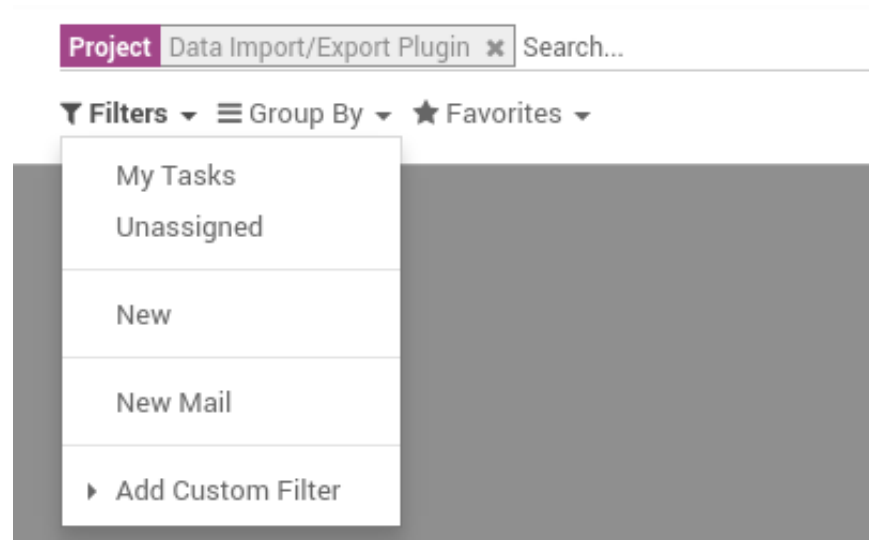 Project Data Import/Export Plugin ✖ Search...
Filters Group By Favorites
My Tasks
Unassigned
New
New Mail
Add Custom Filter